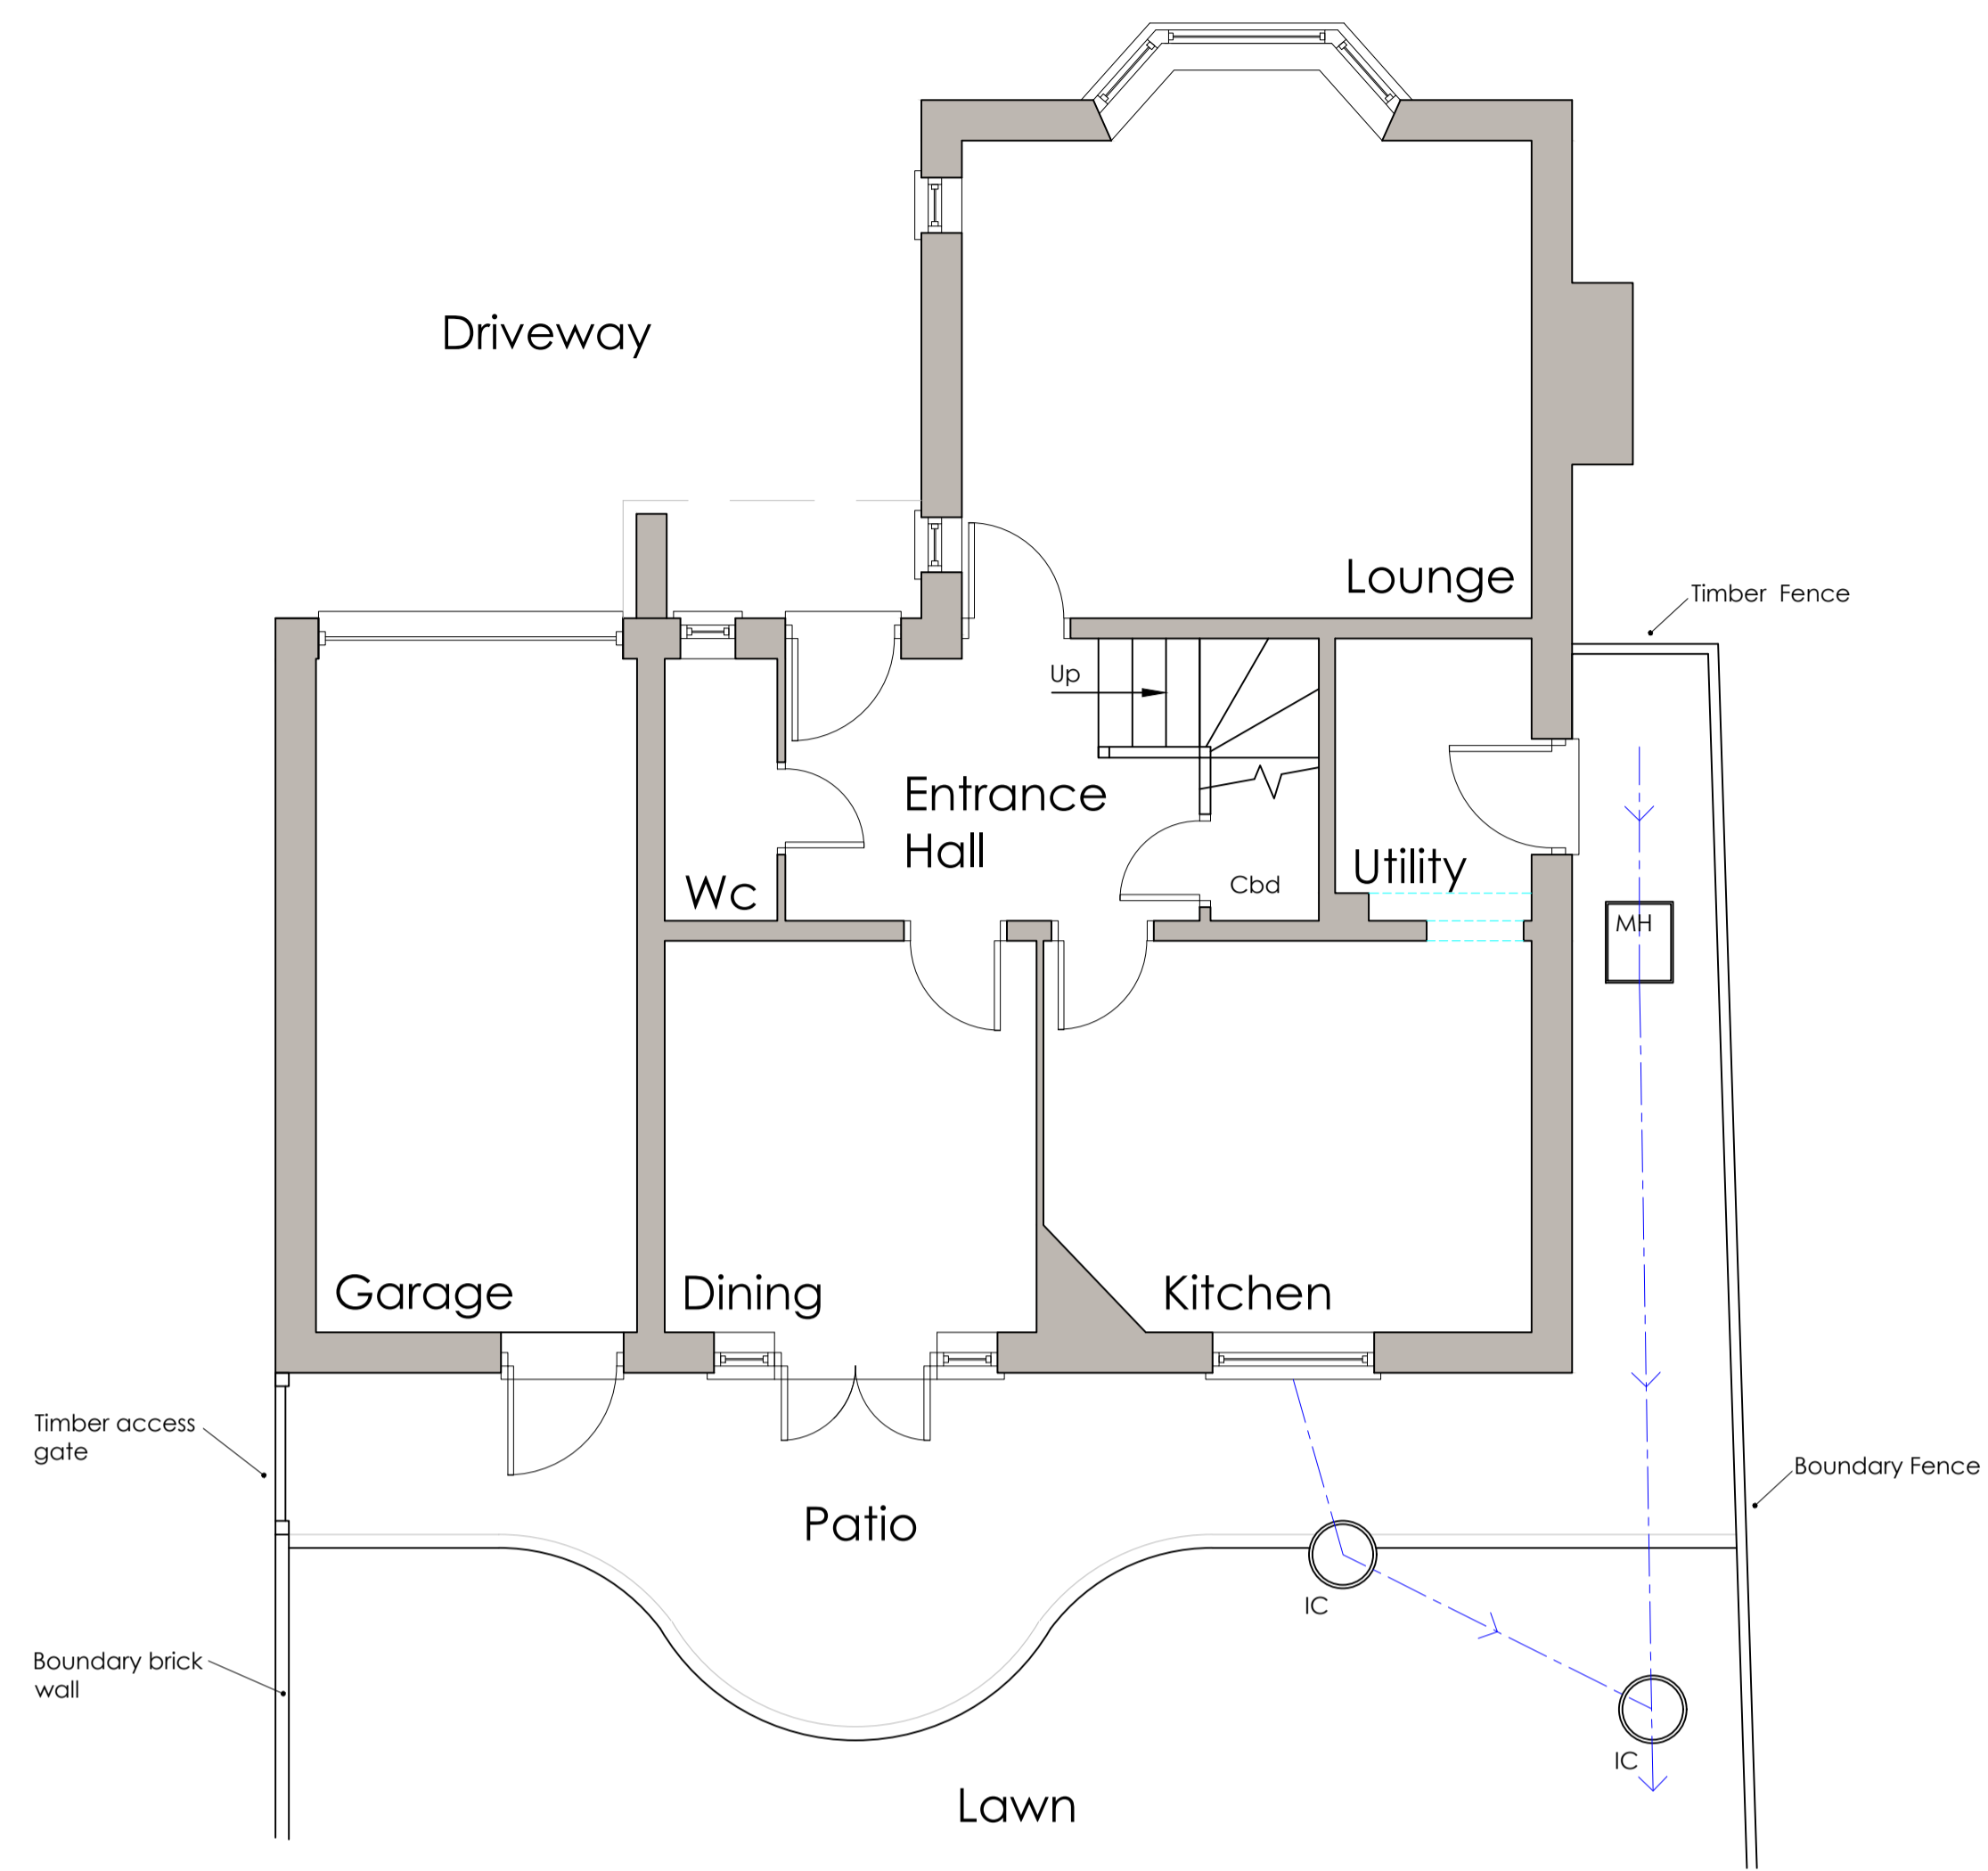 Driveway
Lounge
Timber Fence
Up
Entrance
Hall
Utility
Wc
Cbd
MH
Garage
Dining
Kitchen
Timber access
gate
Boundary Fence
Patio
IC
Boundary brick
wall
IC
Lawn